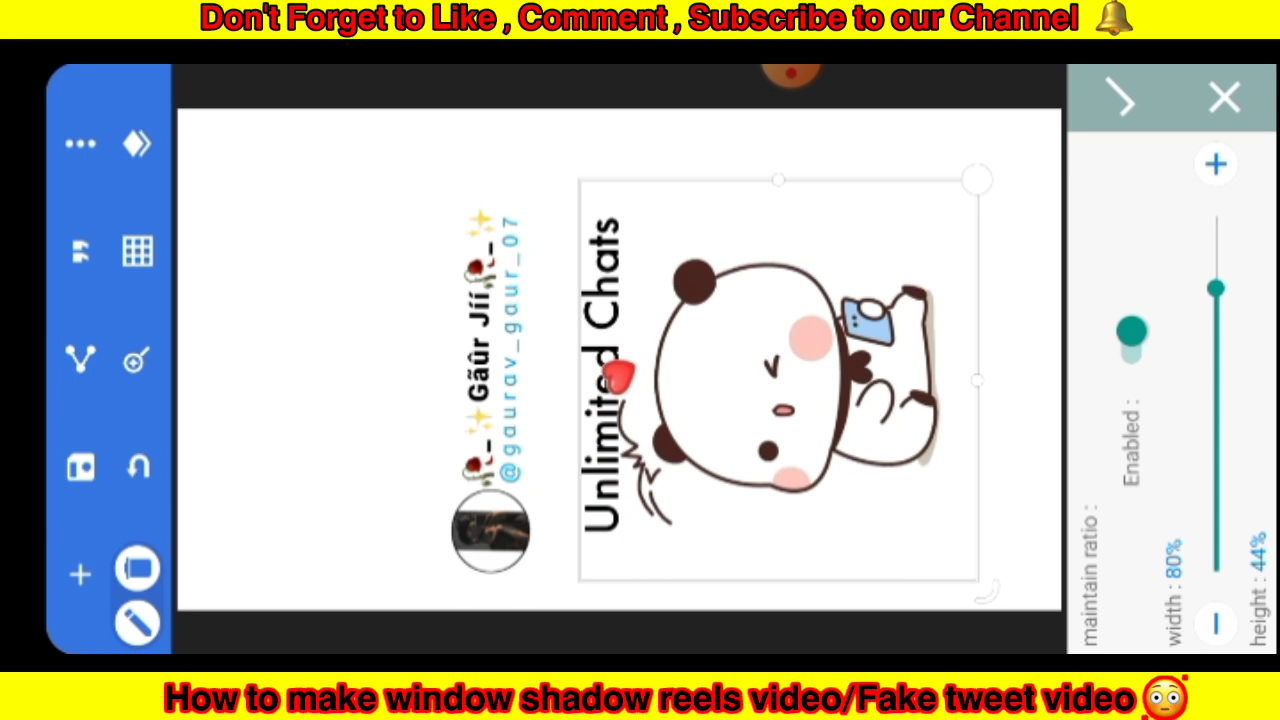 Don't Forget to Like , Comment , Subscribe to our Channel 🔔
🥀_✨Gãûr Jíí🥀_✨
@gaurav_gaur_07
Unlimited Chats
maintain ratio :
Enabled :
width : 80%
height : 44%
How to make window shadow reels video/Fake tweet video 😳